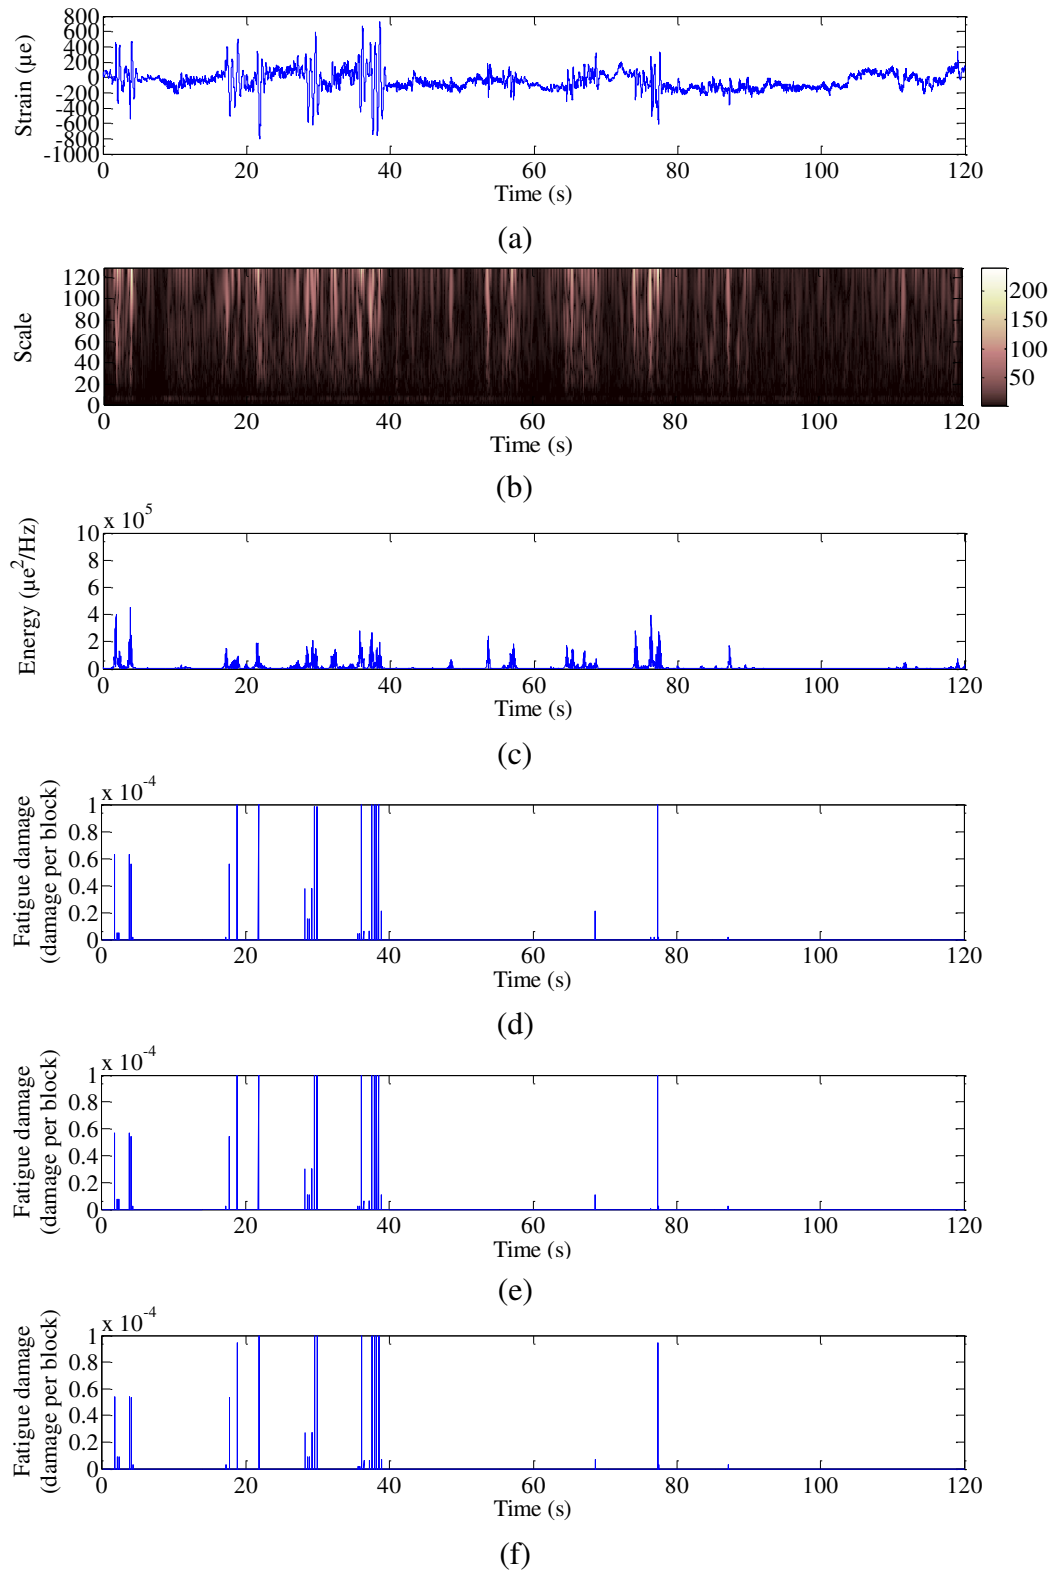 800
600
400
200
0
-200
-400
-600
-800
-1000
Strain (µe)
0 20 40 60 80 100 120
Time (s)
(a)
120
100
80
60
40
20
0
Scale
200
150
100
50
0 20 40 60 80 100 120
Time (s)
(b)
x 10^5
10
8
6
4
2
0
Energy (µe^2/Hz)
0 20 40 60 80 100 120
Time (s)
(c)
x 10^-4
1
0.8
0.6
0.4
0.2
0
Fatigue damage
(damage per block)
0 20 40 60 80 100 120
Time (s)
(d)
x 10^-4
1
0.8
0.6
0.4
0.2
0
Fatigue damage
(damage per block)
0 20 40 60 80 100 120
Time (s)
(e)
x 10^-4
1
0.8
0.6
0.4
0.2
0
Fatigue damage
(damage per block)
0 20 40 60 80 100 120
Time (s)
(f)